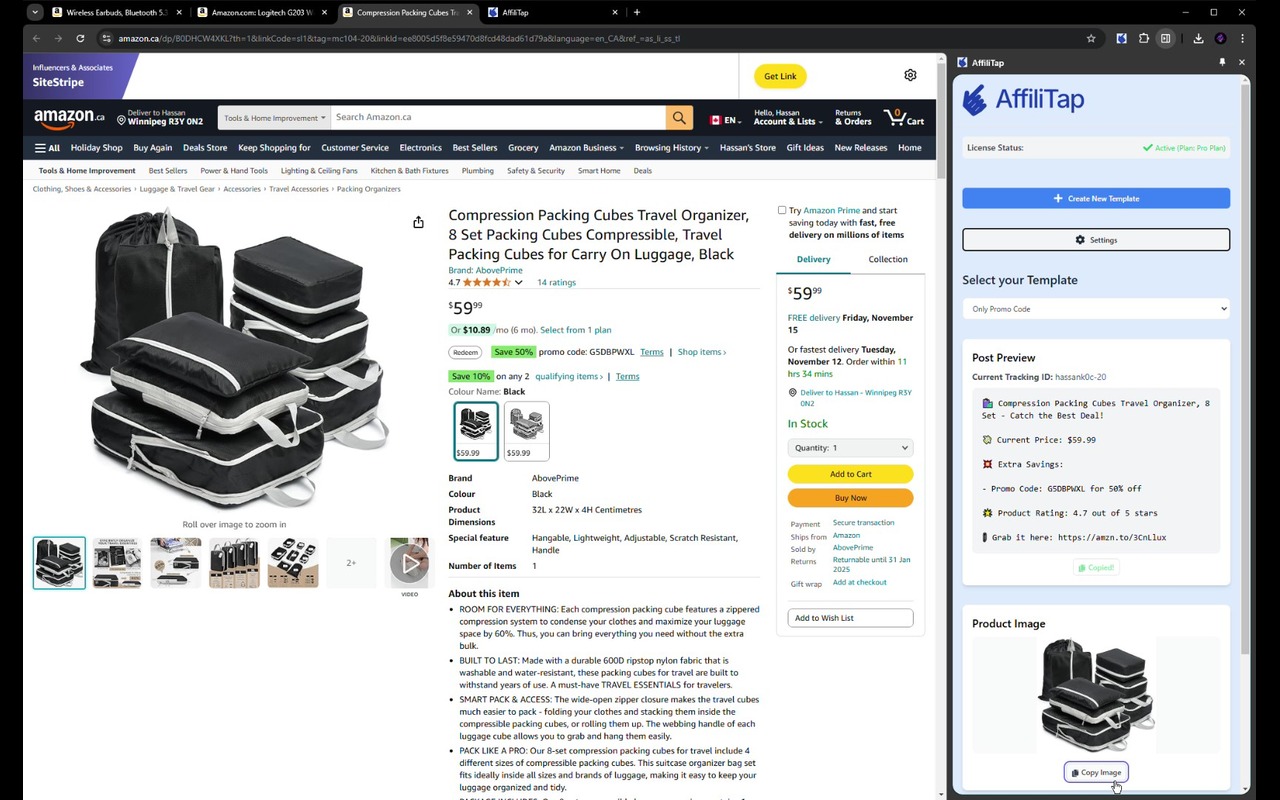 Wireless Earbuds, Bluetooth 5.3
Amazon.com: Logitech G203 W
Compression Packing Cubes Tr
AffiliTap
amazon.ca/dp/B0DHCW4XKL?th=1&linkCode=sl1&tag=mc104-20&linkId=ee8005d5f8e59470d8fcd48dad61d79a&language=en_CA&ref_=as_li_ss_tl
Influencers & Associates
SiteStripe
Get Link
amazon.ca
Deliver to Hassan
Winnipeg R3Y 0N2
Tools & Home Improvement
Search Amazon.ca
EN
Hello, Hassan
Account & Lists
Returns
& Orders
0
Cart
All
Holiday Shop
Buy Again
Deals Store
Keep Shopping for
Customer Service
Electronics
Best Sellers
Grocery
Amazon Business
Browsing History
Hassan's Store
Gift Ideas
New Releases
Home
Tools & Home Improvement
Best Sellers
Power & Hand Tools
Lighting & Ceiling Fans
Kitchen & Bath Fixtures
Plumbing
Safety & Security
Smart Home
Deals
Clothing, Shoes & Accessories › Luggage & Travel Gear › Accessories › Travel Accessories › Packing Organizers
Roll over image to zoom in
2+
VIDEO
Compression Packing Cubes Travel Organizer,
8 Set Packing Cubes Compressible, Travel
Packing Cubes for Carry On Luggage, Black
Brand: AbovePrime
4.7
14 ratings
$59.99
Or $10.89 /mo (6 mo). Select from 1 plan
Redeem Save 50% promo code: G5DBPWXL Terms | Shop items ›
Save 10% on any 2 qualifying items › | Terms
Colour Name: Black
$59.99
$59.99
Brand AbovePrime
Colour Black
Product Dimensions 32L x 22W x 4H Centimetres
Special feature Hangable, Lightweight, Adjustable, Scratch Resistant,
Handle
Number of Items 1
About this item
• ROOM FOR EVERYTHING: Each compression packing cube features a zippered
compression system to condense your clothes and maximize your luggage
space by 60%. Thus, you can bring everything you need without the extra
bulk.
• BUILT TO LAST: Made with a durable 600D ripstop nylon fabric that is
washable and water-resistant, these packing cubes for travel are built to
withstand years of use. A must-have TRAVEL ESSENTIALS for travelers.
• SMART PACK & ACCESS: The wide-open zipper closure makes the travel cubes
much easier to pack - folding your clothes and stacking them inside the
compressible packing cubes, or rolling them up. The webbing handle of each
luggage cube allows you to grab and hang them easily.
• PACK LIKE A PRO: Our 8-set compression packing cubes for travel include 4
different sizes of compressible packing cubes. This suitcase organizer bag set
fits ideally inside all sizes and brands of luggage, making it easy to keep your
luggage organized and tidy.
Try Amazon Prime and start
saving today with fast, free
delivery on millions of items
Delivery
Collection
$59.99
FREE delivery Friday, November
15
Or fastest delivery Tuesday,
November 12. Order within 11
hrs 34 mins
Deliver to Hassan - Winnipeg R3Y
0N2
In Stock
Quantity: 1
Add to Cart
Buy Now
Payment Secure transaction
Ships from Amazon
Sold by AbovePrime
Returns Returnable until 31 Jan
2025
Gift wrap Add at checkout
Add to Wish List
AffiliTap
AffiliTap
License Status:
Active (Plan: Pro Plan)
Create New Template
Settings
Select your Template
Only Promo Code
Post Preview
Current Tracking ID: hassank0c-20
Compression Packing Cubes Travel Organizer, 8
Set - Catch the Best Deal!
Current Price: $59.99
Extra Savings:
- Promo Code: G5DBPWXL for 50% off
Product Rating: 4.7 out of 5 stars
Grab it here: https://amzn.to/3CnLlux
Copied!
Product Image
Copy Image